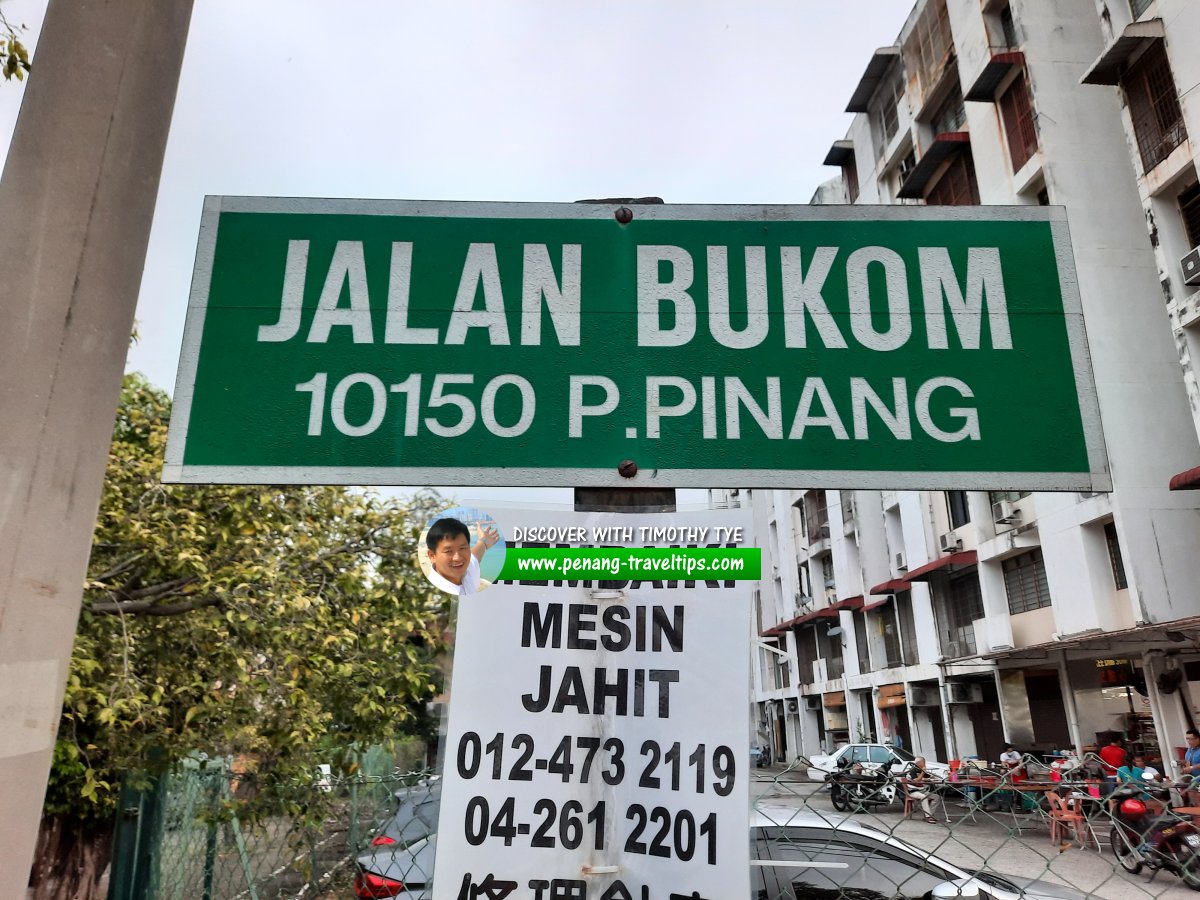 JALAN BUKOM
10150 P.PINANG
DISCOVER WITH TIMOTHY TYE
www.penang-traveltips.com
MESIN
JAHIT
012-473 2119
04-261 2201